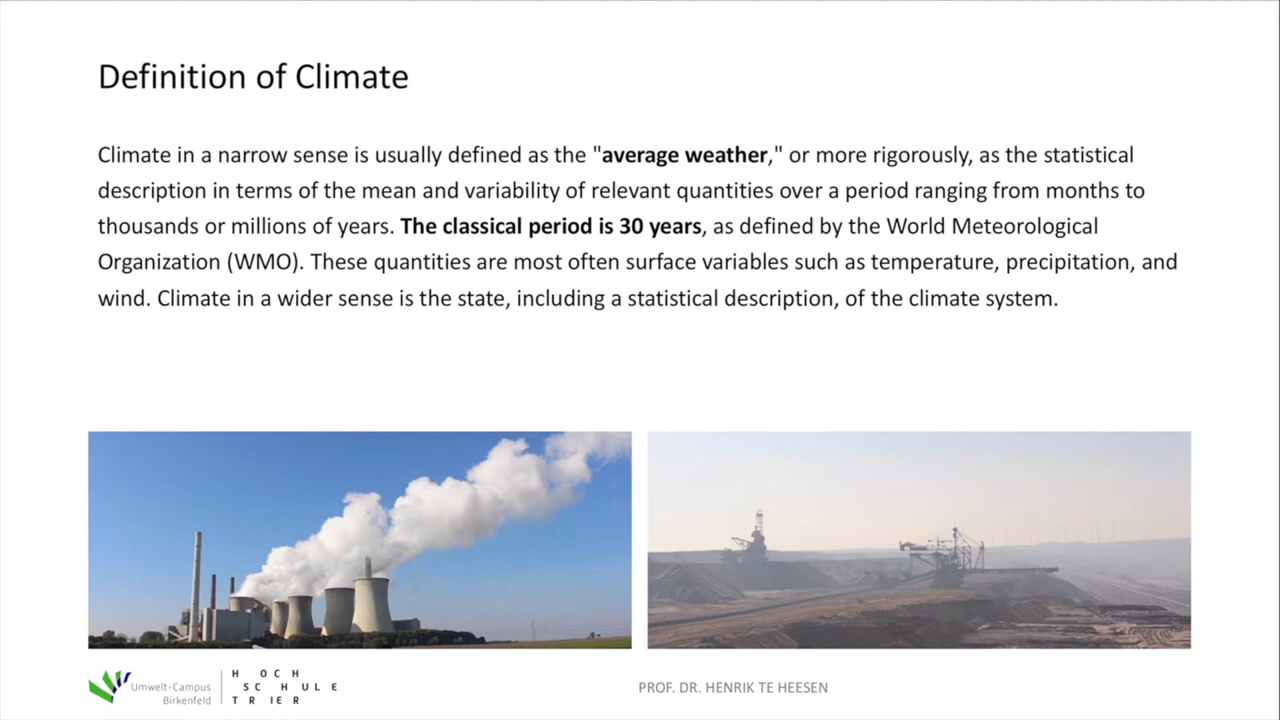 Definition of Climate
Climate in a narrow sense is usually defined as the "average weather," or more rigorously, as the statistical
description in terms of the mean and variability of relevant quantities over a period ranging from months to
thousands or millions of years. The classical period is 30 years, as defined by the World Meteorological
Organization (WMO). These quantities are most often surface variables such as temperature, precipitation, and
wind. Climate in a wider sense is the state, including a statistical description, of the climate system.
Umwelt-Campus
Birkenfeld
HOCH
SCHULE
TRIER
PROF. DR. HENRIK TE HEESEN